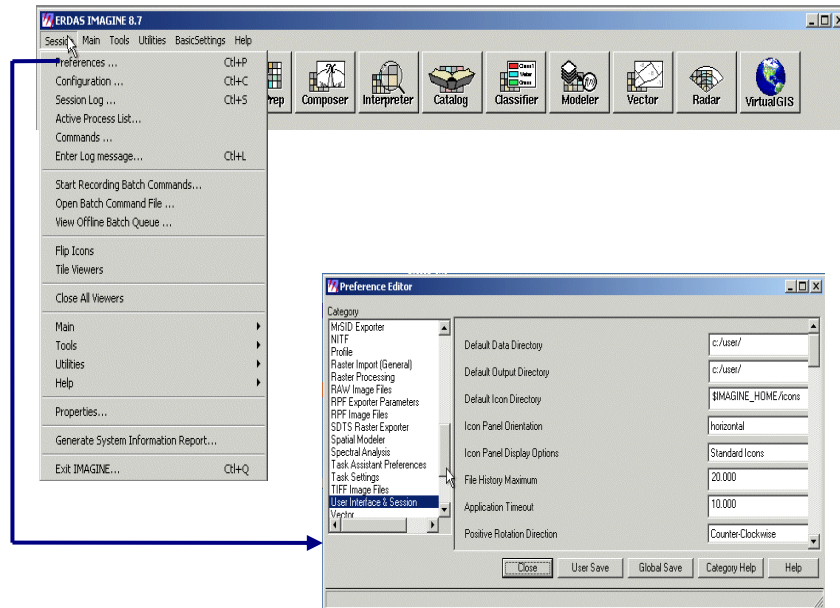 ERDAS IMAGINE 8.7
Session Main Tools Utilities BasicSettings Help
Preferences ... Ctl+P
Configuration ... Ctl+C
Session Log ... Ctl+S
Active Process List...
Commands ...
Enter Log message... Ctl+L
Start Recording Batch Commands...
Open Batch Command File ...
View Offline Batch Queue ...
Flip Icons
Tile Viewers
Close All Viewers
Main
Tools
Utilities
Help
Properties...
Generate System Information Report...
Exit IMAGINE... Ctl+Q
Composer
Interpreter
Catalog
Class1
Water
Classifier
Modeler
Vector
Radar
VirtualGIS
Preference Editor
Category
MrSID Exporter
NITF
Profile
Raster Import (General)
Raster Processing
RAW Image Files
RPF Exporter Parameters
RPF Image Files
SDTS Raster Exporter
Spatial Modeler
Spectral Analysis
Task Assistant Preferences
Task Settings
TIFF Image Files
User Interface & Session
Vector
Default Data Directory c:/user/
Default Output Directory c:/user/
Default Icon Directory $IMAGINE_HOME/icons
Icon Panel Orientation horizontal
Icon Panel Display Options Standard Icons
File History Maximum 20.000
Application Timeout 10.000
Positive Rotation Direction Counter-Clockwise
Close User Save Global Save Category Help Help